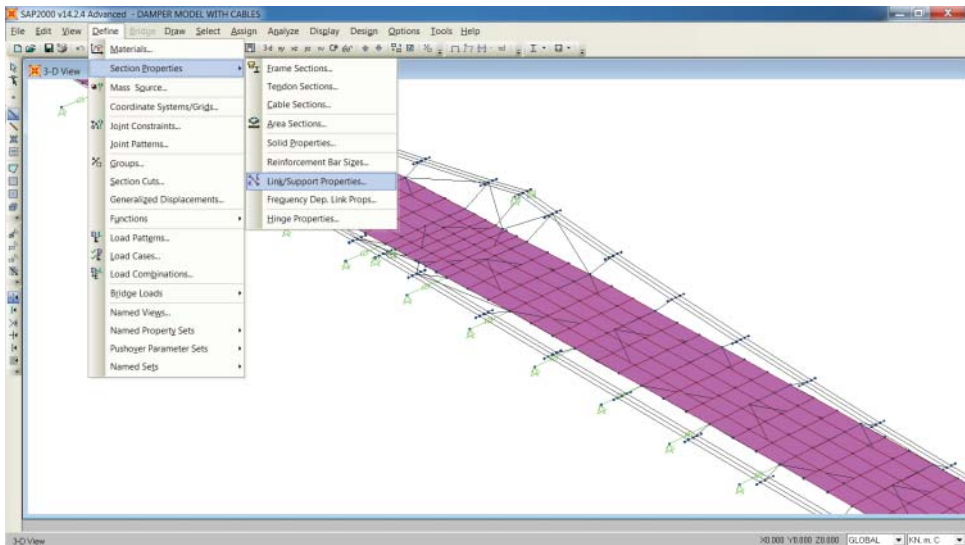 SAP2000 v14.2.4 Advanced - DAMPER MODEL WITH CABLES
File Edit View Define Bridge Draw Select Assign Analyze Display Design Options Tools Help
3-D View
Materials...
Section Properties
Mass Source...
Coordinate Systems/Grids...
Joint Constraints...
Joint Patterns...
Groups...
Section Cuts...
Generalized Displacements...
Functions
Load Patterns...
Load Cases...
Load Combinations...
Bridge Loads
Named Views...
Named Property Sets
Pushover Parameter Sets
Named Sets
Frame Sections...
Tendon Sections...
Cable Sections...
Area Sections...
Solid Properties...
Reinforcement Bar Sizes...
Link/Support Properties...
Frequency Dep. Link Props...
Hinge Properties...
3-D View
X0.000 Y0.000 Z0.000 GLOBAL KN, m, C